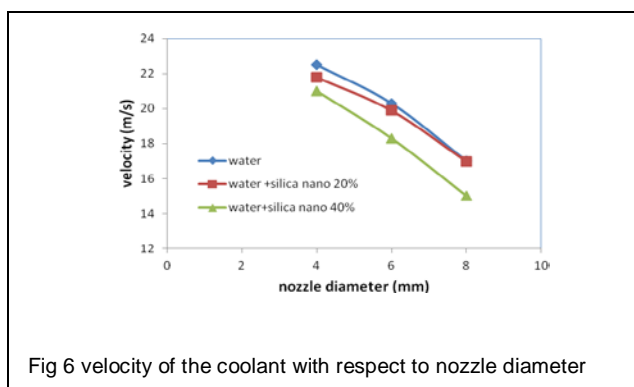 24
22
20
18
16
14
12
velocity (m/s)
water
water +silica nano 20%
water+silica nano 40%
0
2
4
6
8
10
nozzle diameter (mm)
Fig 6 velocity of the coolant with respect to nozzle diameter